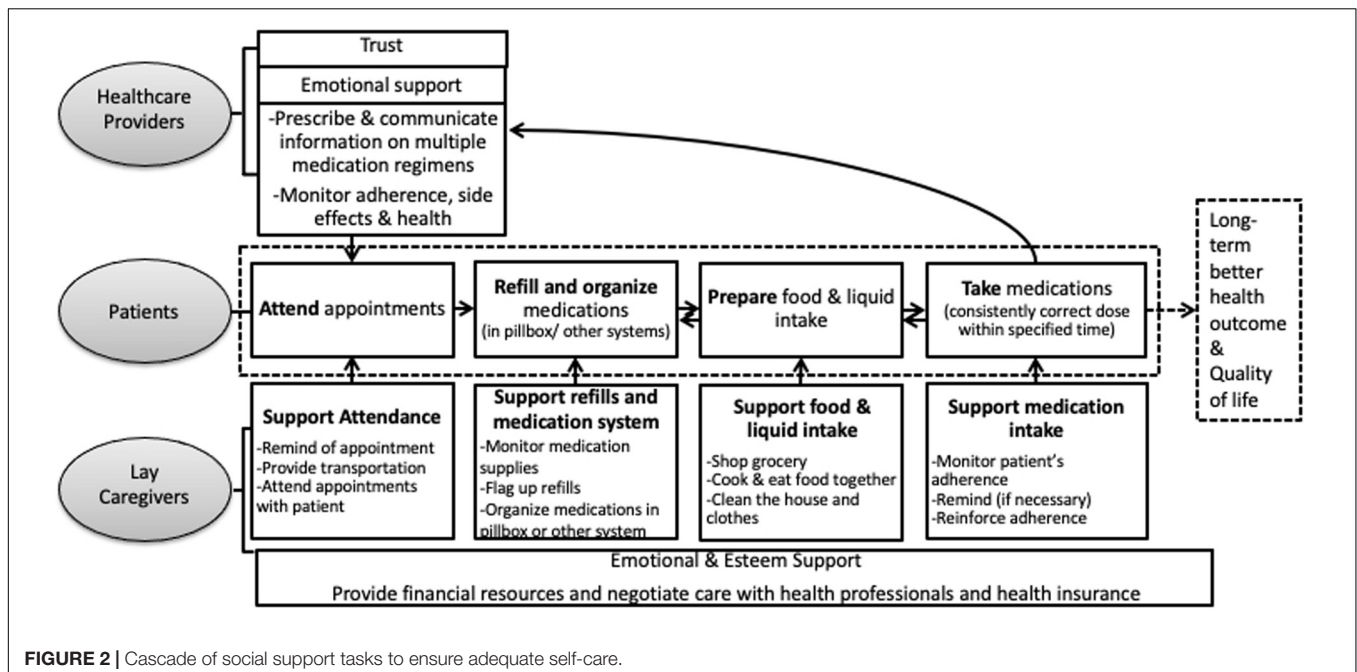 Trust
Emotional support
-Prescribe & communicate
information on multiple
medication regimens
-Monitor adherence, side
effects & health
Healthcare
Providers
Patients
Attend appointments
Refill and organize
medications
(in pillbox/ other systems)
Prepare food & liquid
intake
Take medications
(consistently correct dose
within specified time)
Long-
term
better
health
outcome
&
Quality
of life
Lay
Caregivers
Support Attendance
-Remind of appointment
-Provide transportation
-Attend appointments
with patient
Support refills and
medication system
-Monitor medication
supplies
-Flag up refills
-Organize medications in
pillbox or other system
Support food &
liquid intake
-Shop grocery
-Cook & eat food together
-Clean the house and
clothes
Support medication
intake
-Monitor patient's
adherence
-Remind (if necessary)
-Reinforce adherence
Emotional & Esteem Support
Provide financial resources and negotiate care with health professionals and health insurance
FIGURE 2 | Cascade of social support tasks to ensure adequate self-care.